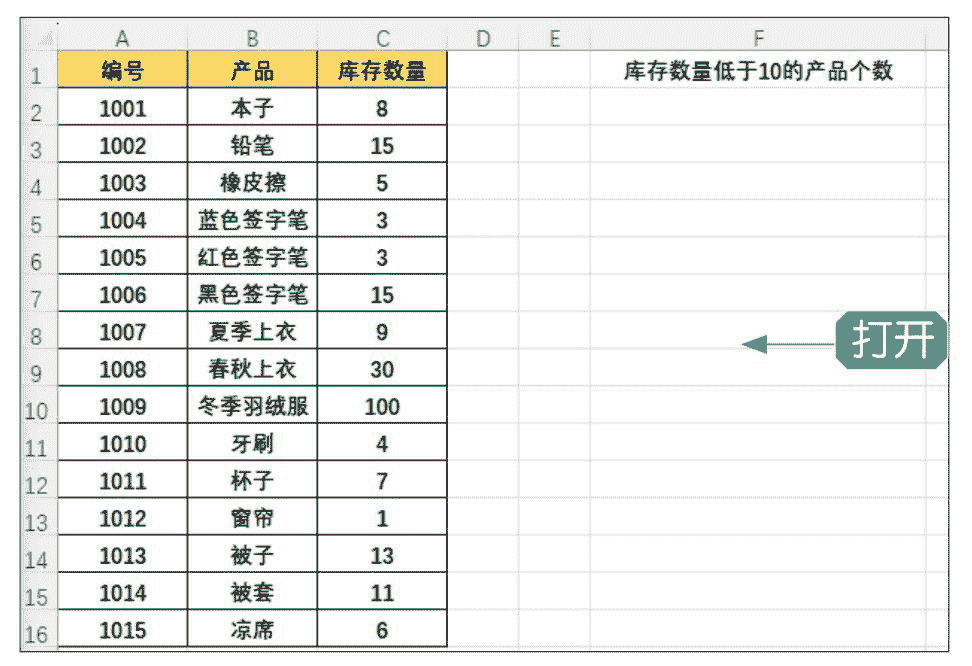 A B C D E F
1 编号 产品 库存数量 库存数量低于10的产品个数
2 1001 本子 8
3 1002 铅笔 15
4 1003 橡皮擦 5
5 1004 蓝色签字笔 3
6 1005 紅色签字笔 3
7 1006 黑色签字笔 15
8 1007 夏季上衣 9
打开
9 1008 春秋上衣 30
10 1009 冬季羽绒服 100
11 1010 牙刷 4
12 1011 杯子 7
13 1012 窗帘 1
14 1013 被子 13
15 1014 被套 11
16 1015 凉席 6